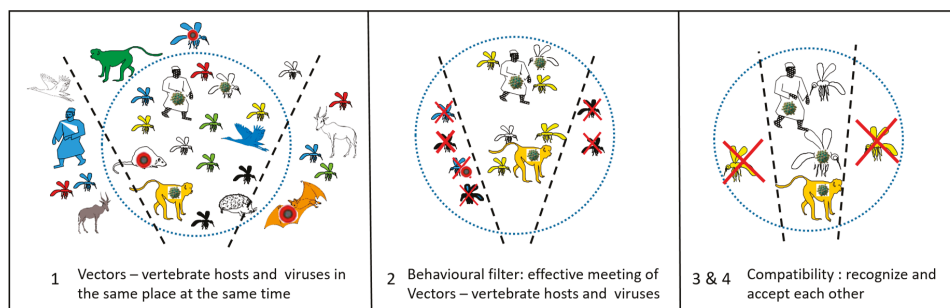 1 Vectors – vertebrate hosts and viruses in
the same place at the same time
2 Behavioural filter: effective meeting of
Vectors – vertebrate hosts and viruses
3 & 4 Compatibility : recognize and
accept each other